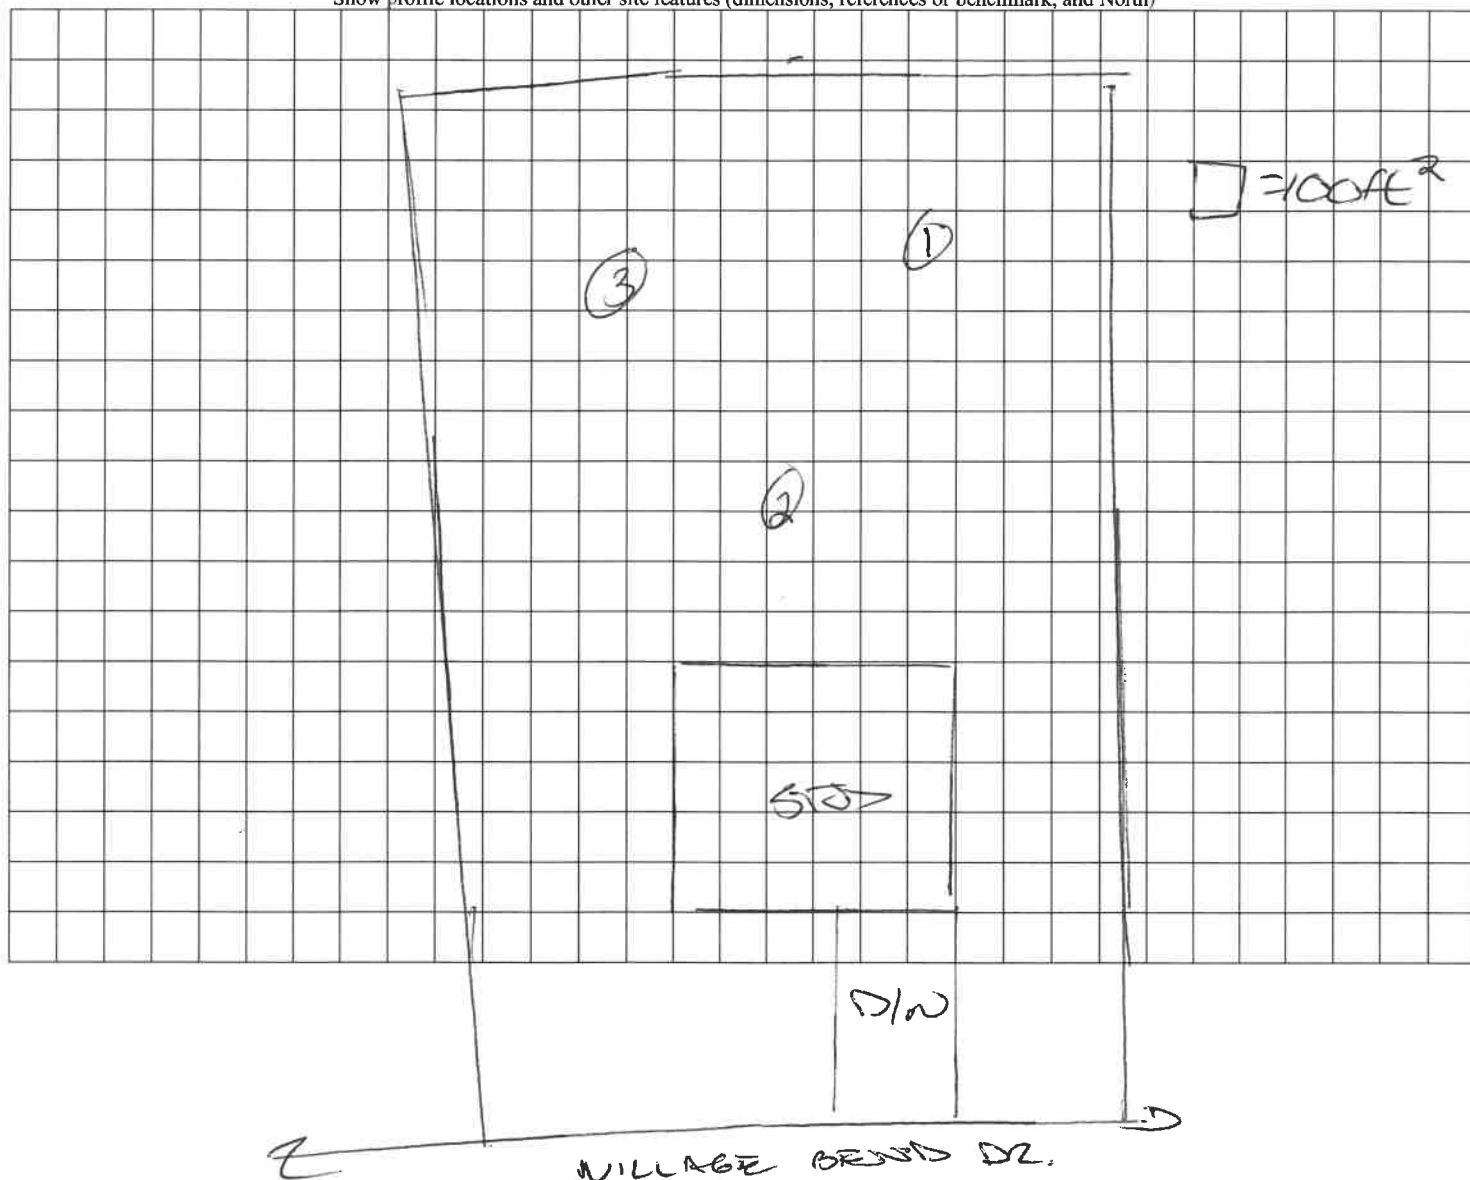 Show profile locations and other site features (dimensions, references or benchmark, and North)
=100ft²
①
③
②
D/W
VILLAGE BEND DR.